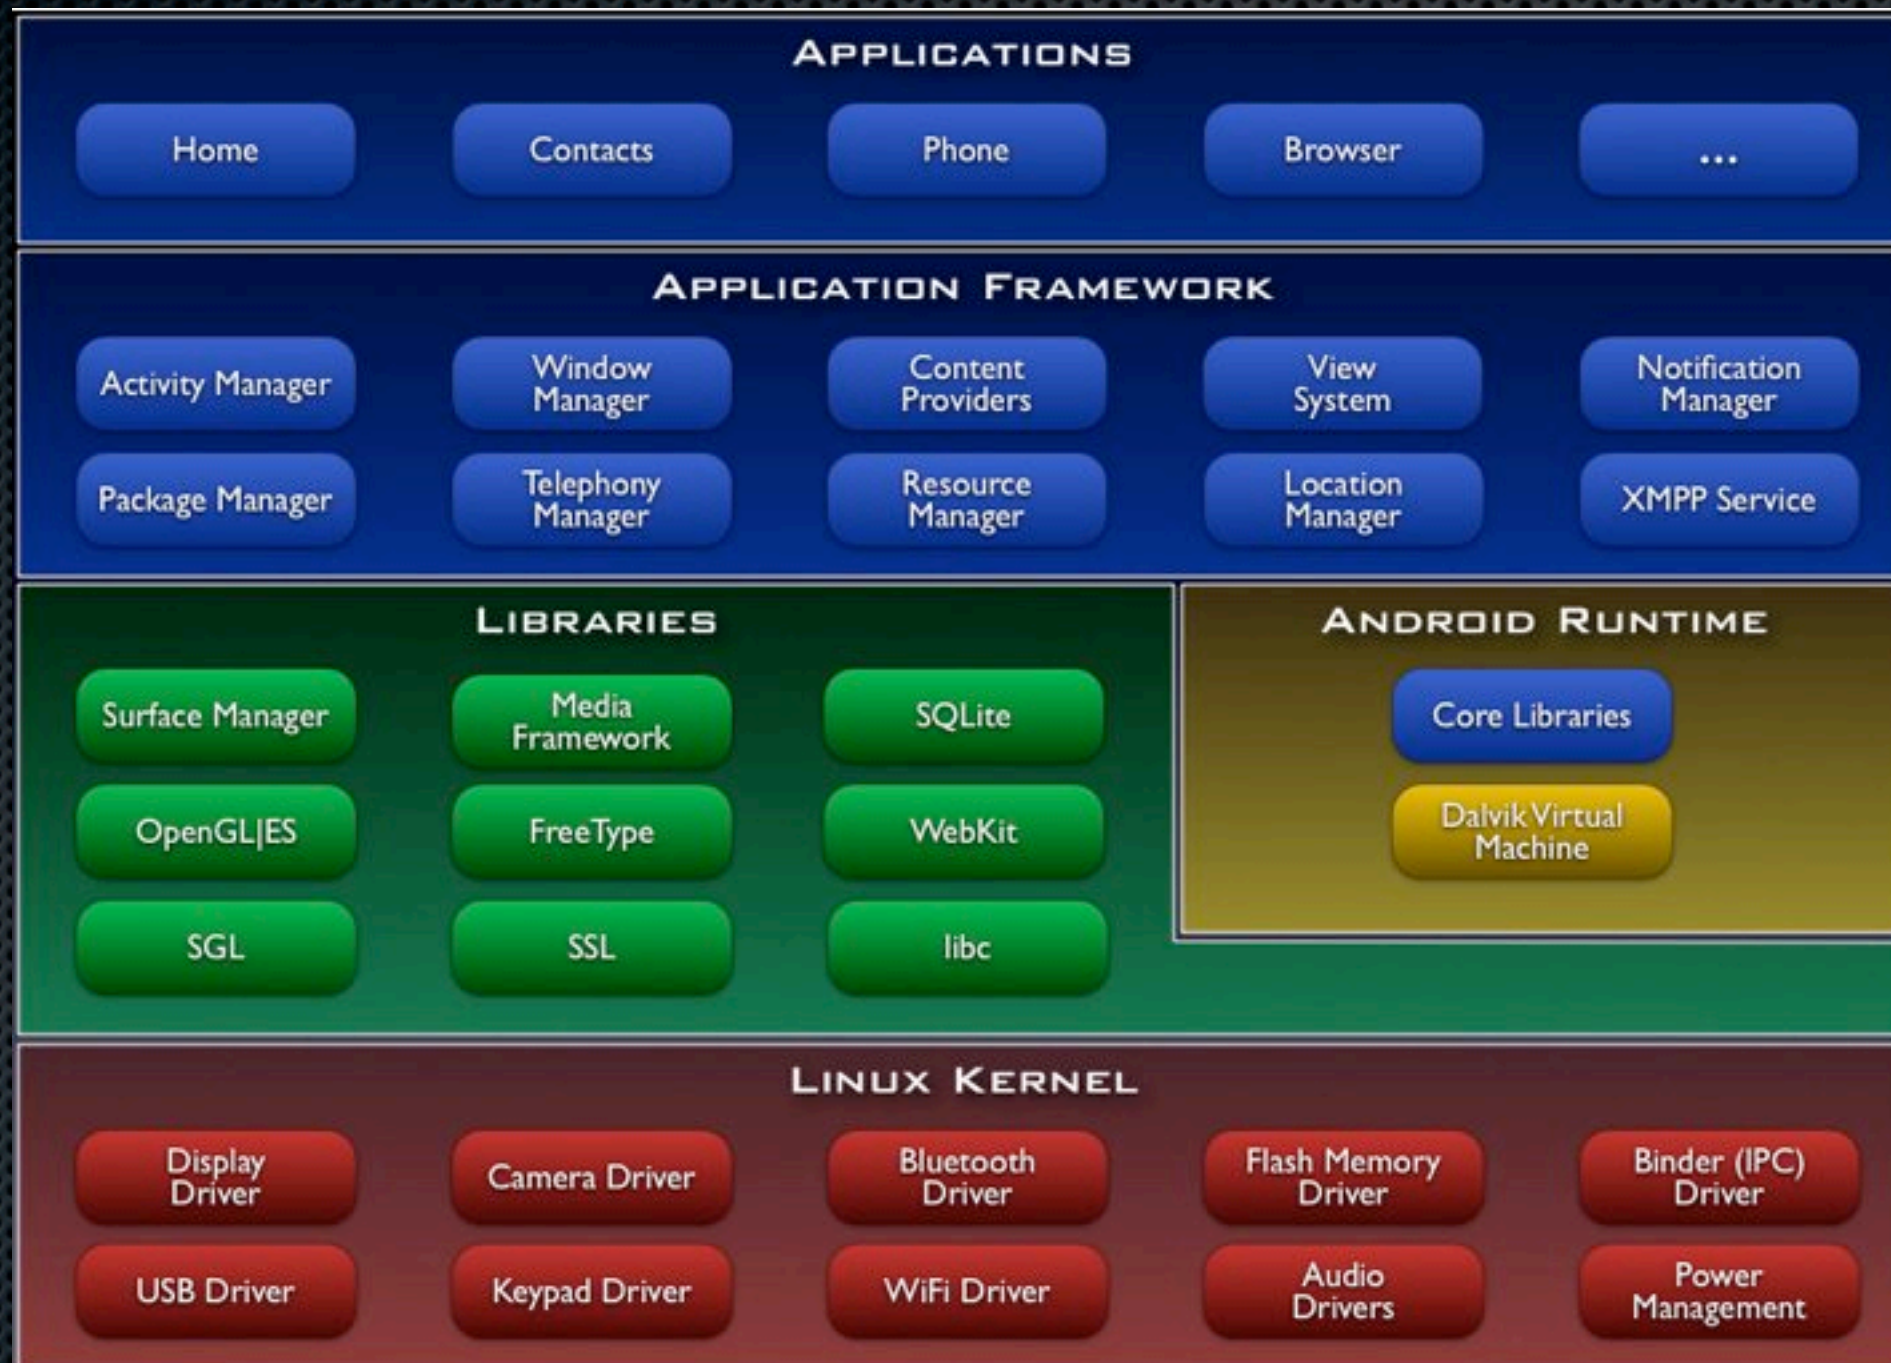 APPLICATIONS
Home
Contacts
Phone
Browser
...
APPLICATION FRAMEWORK
Activity Manager
Window
Manager
Content
Providers
View
System
Notification
Manager
Package Manager
Telephony
Manager
Resource
Manager
Location
Manager
XMPP Service
LIBRARIES
Surface Manager
Media
Framework
SQLite
OpenGL|ES
FreeType
WebKit
SGL
SSL
libc
ANDROID RUNTIME
Core Libraries
Dalvik Virtual
Machine
LINUX KERNEL
Display
Driver
Camera Driver
Bluetooth
Driver
Flash Memory
Driver
Binder (IPC)
Driver
USB Driver
Keypad Driver
WiFi Driver
Audio
Drivers
Power
Management